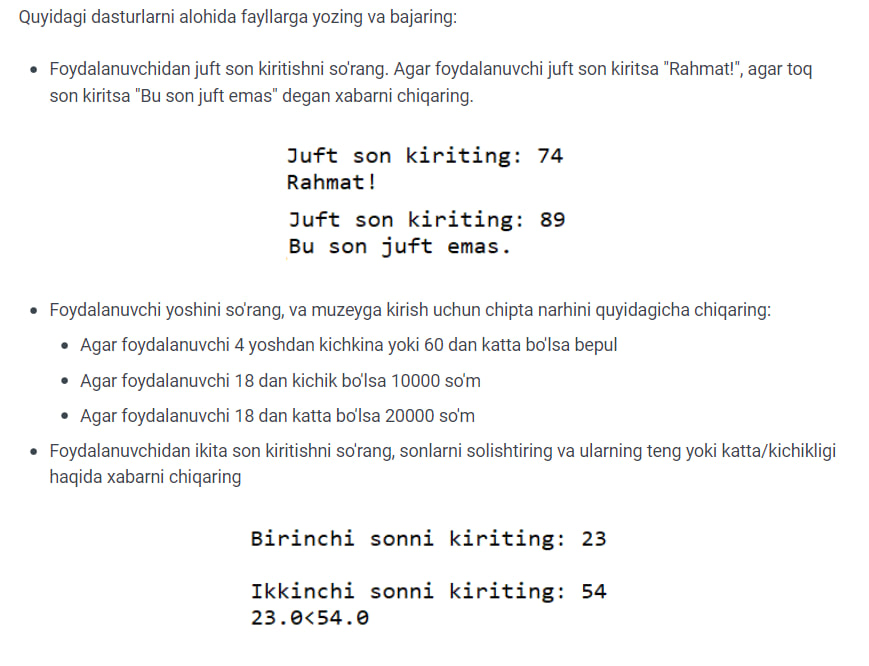 Quyidagi dasturlarni alohida fayllarga yozing va bajaring:
Foydalanuvchidan juft son kiritishni so'rang. Agar foydalanuvchi juft son kiritsa "Rahmat!", agar toq
son kiritsa "Bu son juft emas" degan xabarni chiqaring.
Juft son kiriting: 74
Rahmat!
Juft son kiriting: 89
Bu son juft emas.
Foydalanuvchi yoshini so'rang, va muzeyga kirish uchun chipta narhini quyidagicha chiqaring:
Agar foydalanuvchi 4 yoshdan kichkina yoki 60 dan katta bo'lsa bepul
Agar foydalanuvchi 18 dan kichik bo'lsa 10000 so'm
Agar foydalanuvchi 18 dan katta bo'lsa 20000 so'm
Foydalanuvchidan ikita son kiritishni so'rang, sonlarni solishtiring va ularning teng yoki katta/kichikligi
haqida xabarni chiqaring
Birinchi sonni kiriting: 23
Ikkinchi sonni kiriting: 54
23.0<54.0